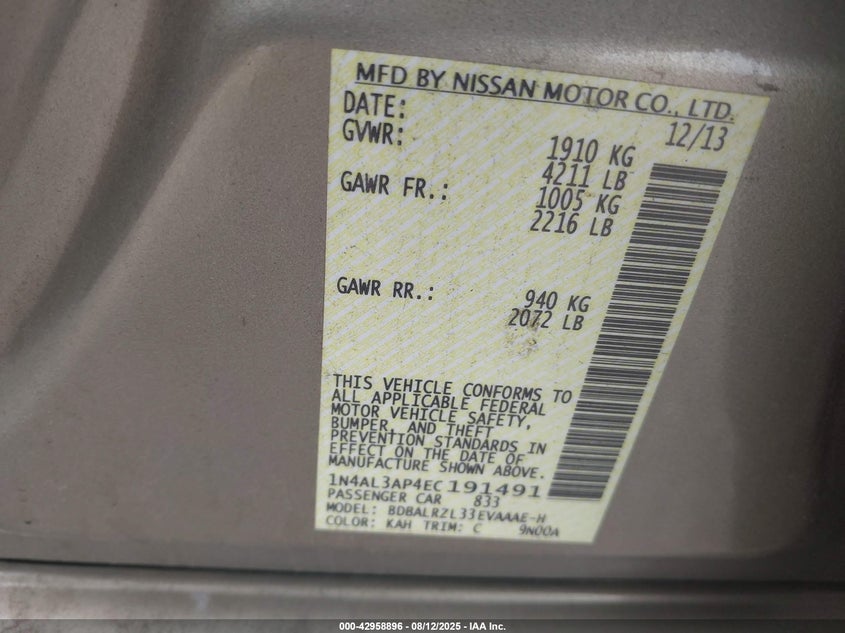 MFD BY NISSAN MOTOR CO., LTD.
DATE: 12/13
GVWR: 1910 KG
4211 LB
GAWR FR.: 1005 KG
2216 LB
GAWR RR.: 940 KG
2072 LB
THIS VEHICLE CONFORMS TO
ALL APPLICABLE FEDERAL
MOTOR VEHICLE SAFETY,
BUMPER, AND THEFT
PREVENTION STANDARDS IN
EFFECT ON THE DATE OF
MANUFACTURE SHOWN ABOVE.
1N4AL3AP4EC191491
PASSENGER CAR 833
MODEL: BDBALRZL33EVAAAE-H
COLOR: KAH TRIM: C 9N00A
000-42958896 - 08/12/2025 - IAA Inc.